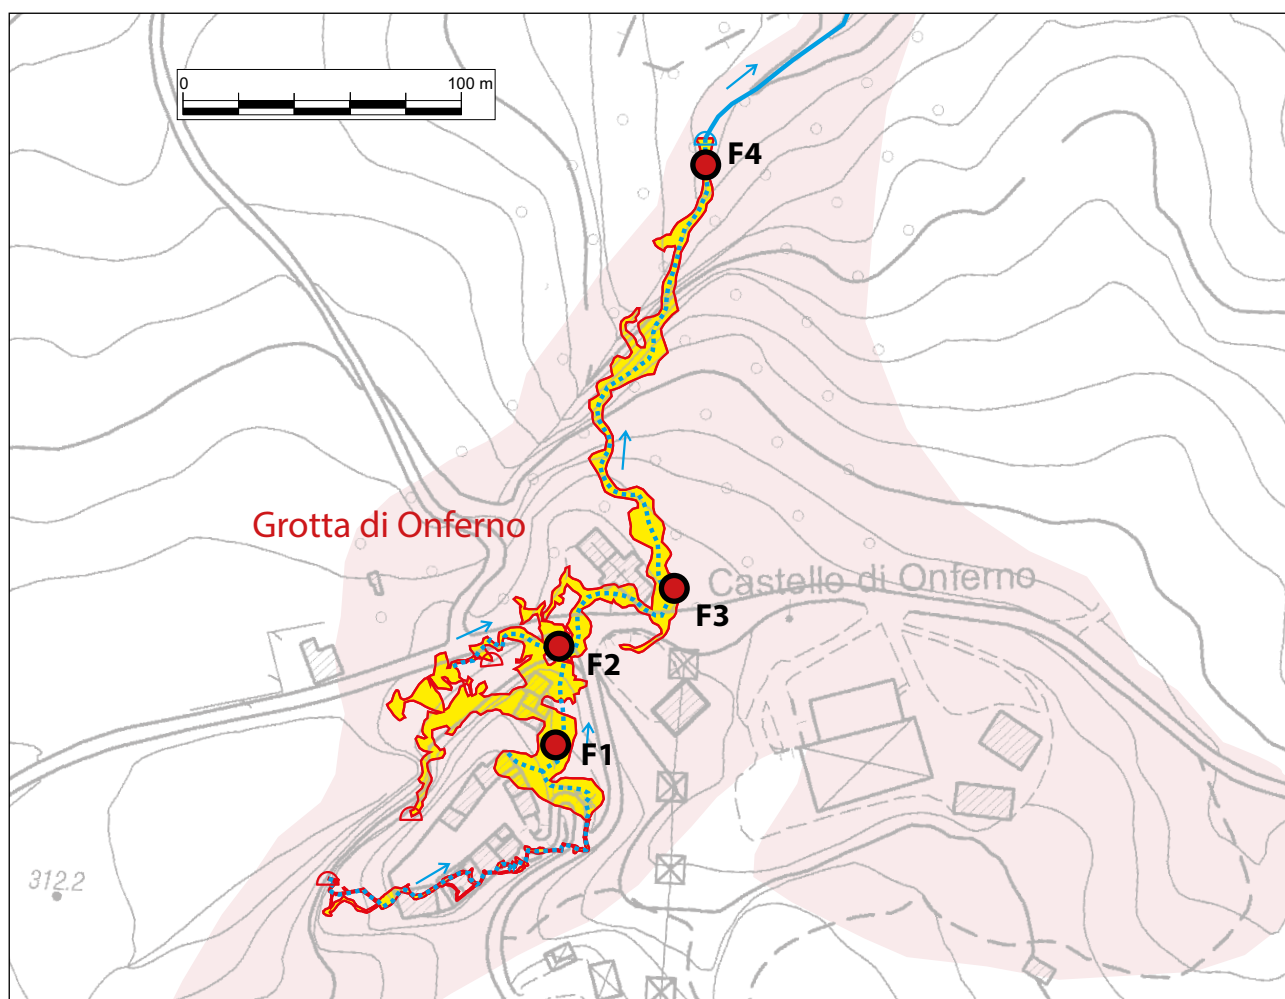 0 100 m
F4
Grotta di Onferno
Castello di Onferno
F3
F2
F1
312.2